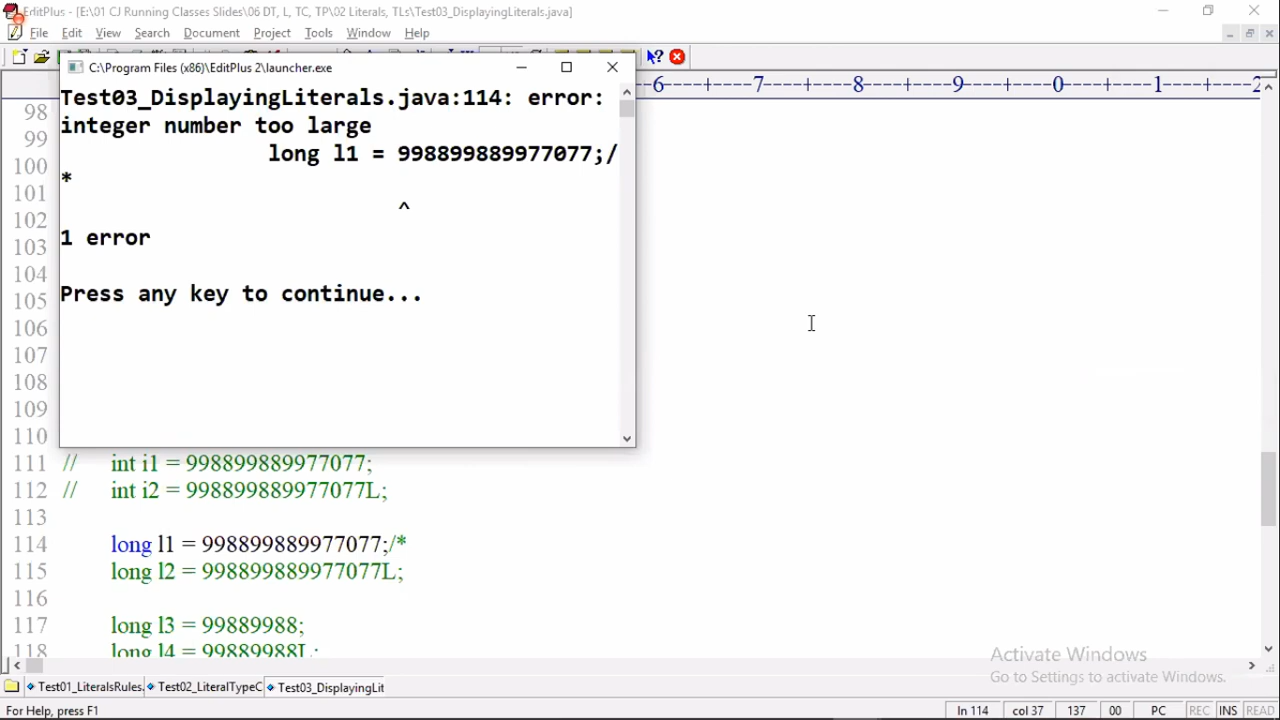 EditPlus - [E:\01 CJ Running Classes Slides\06 DT, L, TC, TP\02 Literals, TLs\Test03_DisplayingLiterals.java]
File Edit View Search Document Project Tools Window Help
C:\Program Files (x86)\EditPlus 2\launcher.exe
-6----+----7----+----8----+----9----+----0----+----1----+----2
Test03_DisplayingLiterals.java:114: error:
integer number too large
long l1 = 998899889977077;/
*
^
1 error
Press any key to continue...
98
99
100
101
102
103
104
105
106
107
108
109
110
111 // int i1 = 998899889977077;
112 // int i2 = 998899889977077L;
113
114 long l1 = 998899889977077;/*
115 long l2 = 998899889977077L;
116
117 long l3 = 99889988;
118 long l4 = 99889988L;
Activate Windows
Go to Settings to activate Windows.
Test01_LiteralsRules. Test02_LiteralTypeC Test03_DisplayingLit
For Help, press F1 ln 114 col 37 137 00 PC REC INS READ